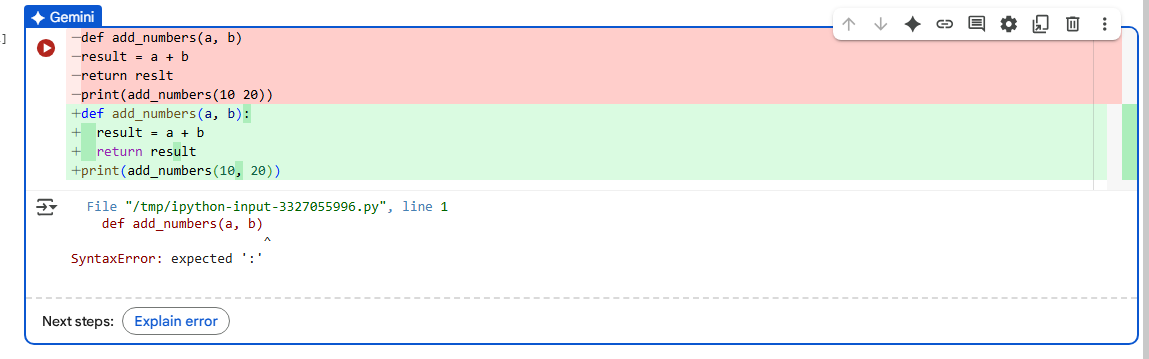 Gemini
]
−def add_numbers(a, b)
−result = a + b
−return reslt
−print(add_numbers(10 20))
+def add_numbers(a, b):
+  result = a + b
+  return result
+print(add_numbers(10, 20))
File "/tmp/ipython-input-3327055996.py", line 1
def add_numbers(a, b)
^
SyntaxError: expected ':'
Next steps: Explain error